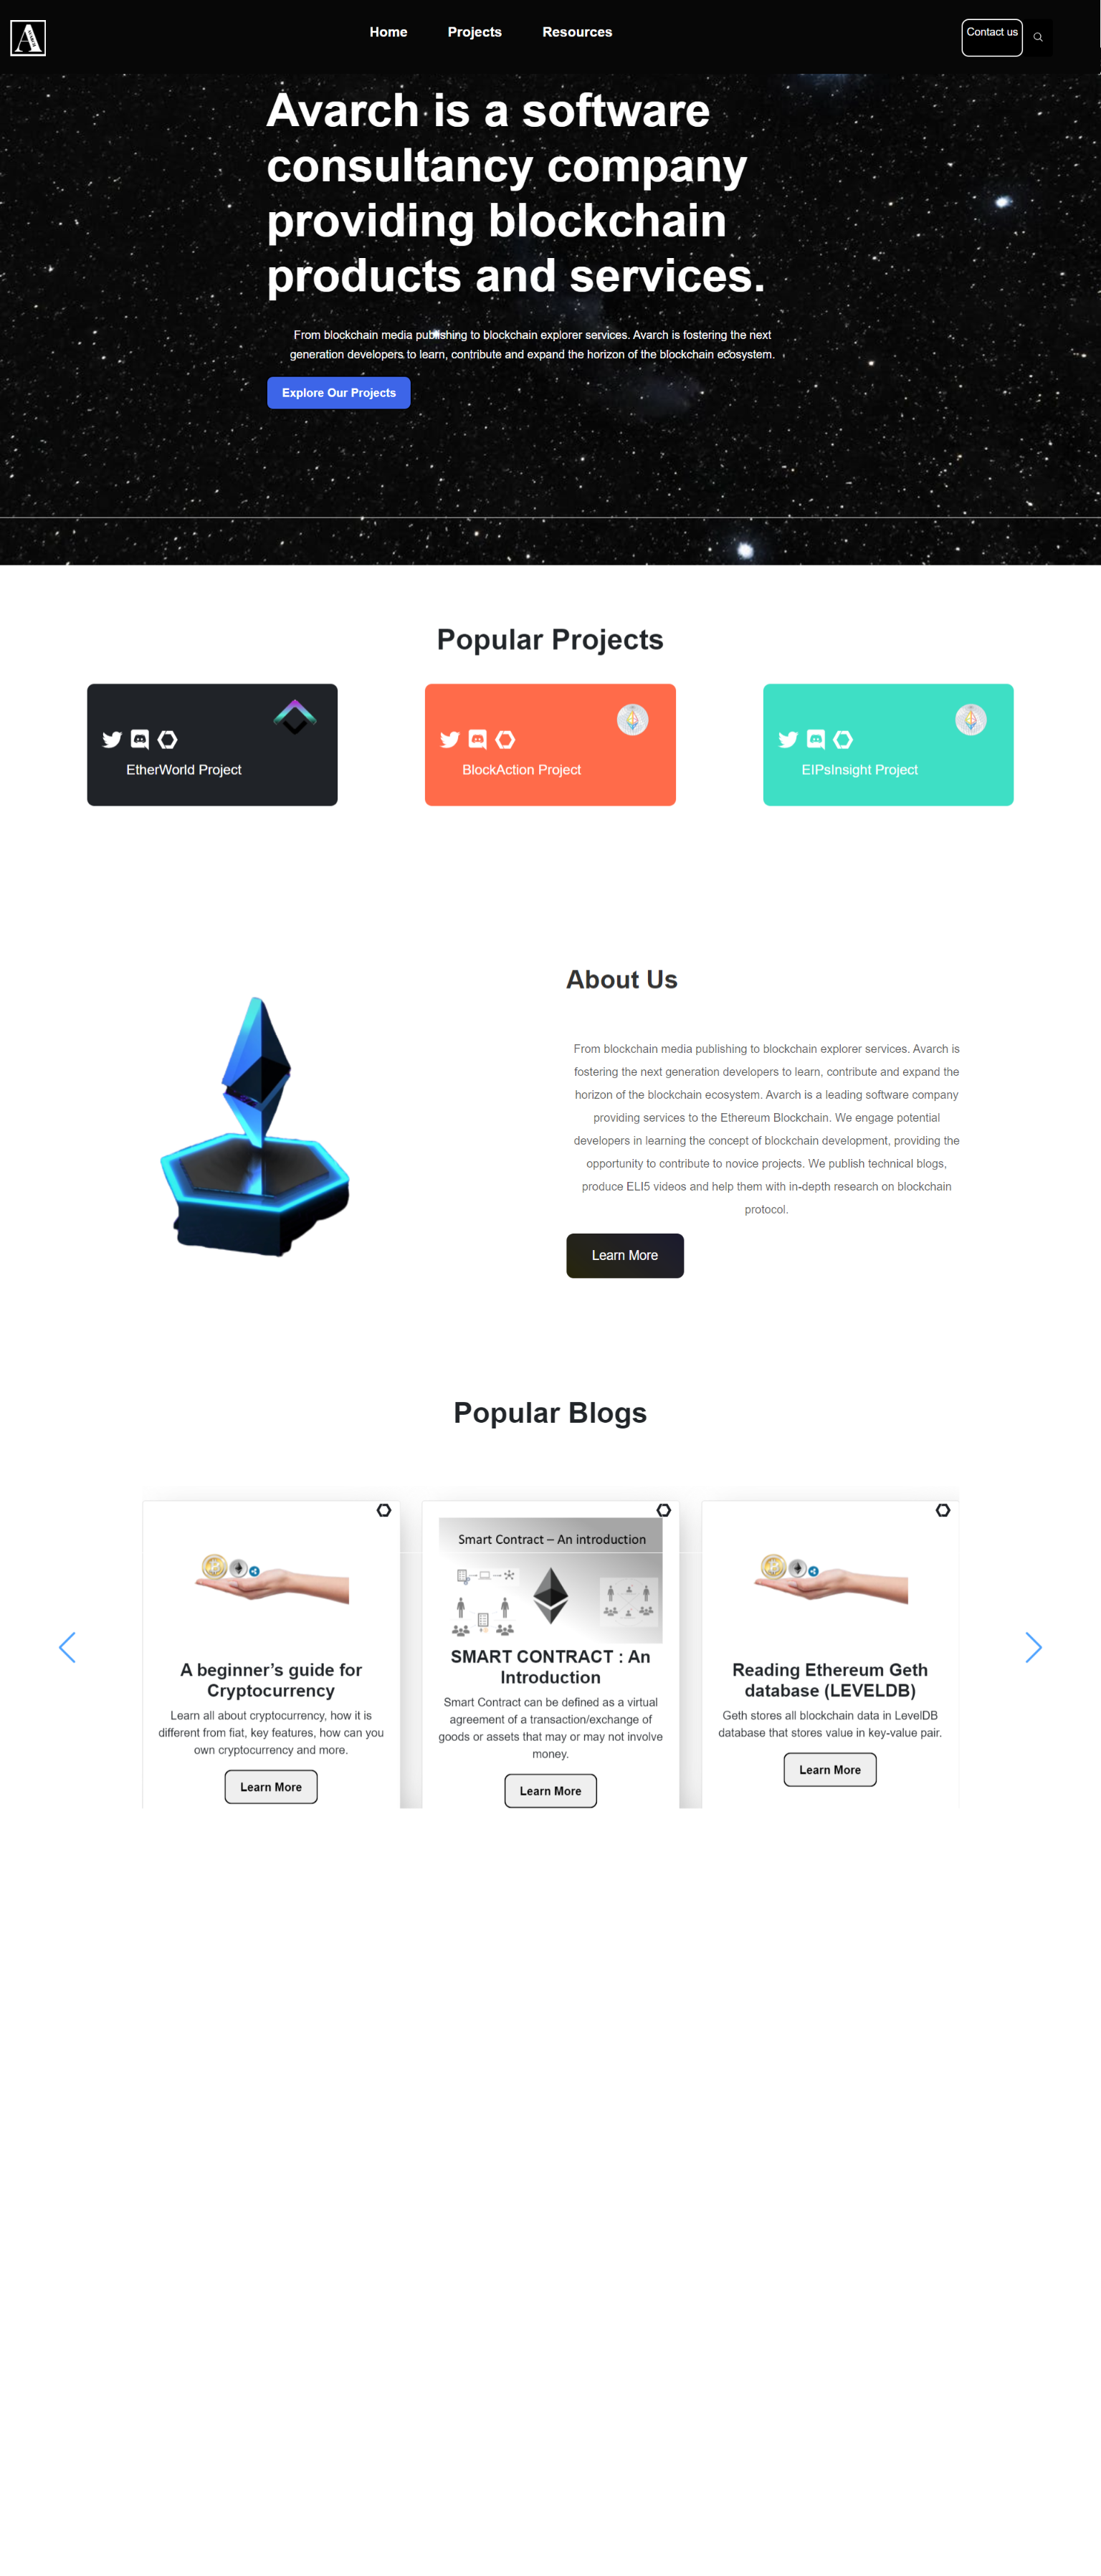 A
Home Projects Resources Contact us
Avarch is a software
consultancy company
providing blockchain
products and services.
From blockchain media publishing to blockchain explorer services. Avarch is fostering the next
generation developers to learn, contribute and expand the horizon of the blockchain ecosystem.
Explore Our Projects
Popular Projects
EtherWorld Project
BlockAction Project
EIPsInsight Project
About Us
From blockchain media publishing to blockchain explorer services. Avarch is
fostering the next generation developers to learn, contribute and expand the
horizon of the blockchain ecosystem. Avarch is a leading software company
providing services to the Ethereum Blockchain. We engage potential
developers in learning the concept of blockchain development, providing the
opportunity to contribute to novice projects. We publish technical blogs,
produce ELI5 videos and help them with in-depth research on blockchain
protocol.
Learn More
Popular Blogs
A beginner’s guide for
Cryptocurrency
Learn all about cryptocurrency, how it is
different from fiat, key features, how can you
own cryptocurrency and more.
Learn More
Smart Contract – An introduction
SMART CONTRACT : An
Introduction
Smart Contract can be defined as a virtual
agreement of a transaction/exchange of
goods or assets that may or may not involve
money.
Learn More
Reading Ethereum Geth
database (LEVELDB)
Geth stores all blockchain data in LevelDB
database that stores value in key-value pair.
Learn More